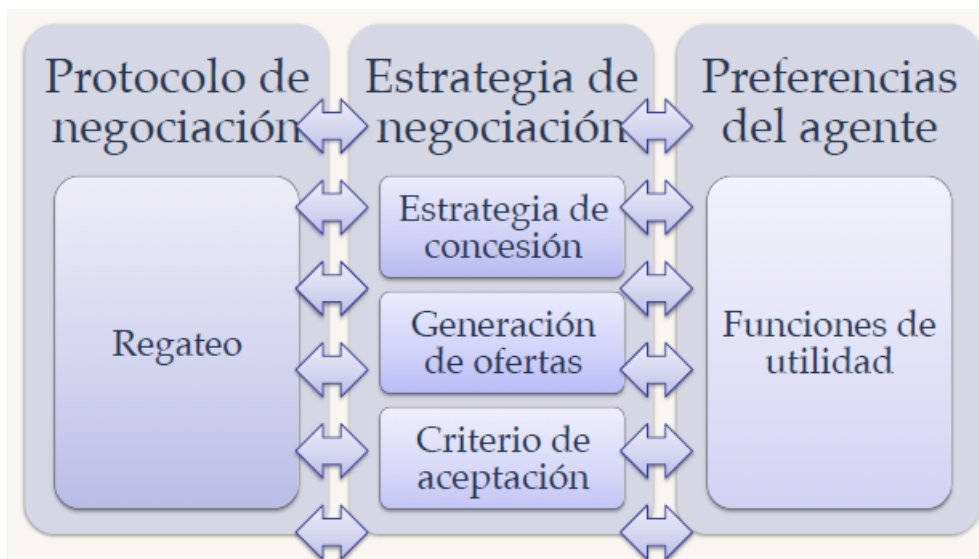 Protocolo de
negociación
Regateo
Estrategia de
negociación
Estrategia de
concesión
Generación
de ofertas
Criterio de
aceptación
Preferencias
del agente
Funciones de
utilidad